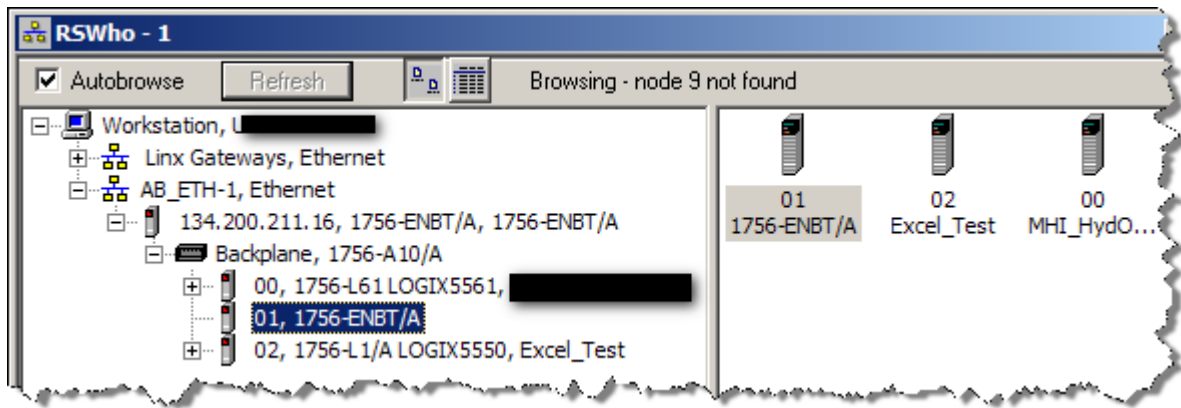 RSWho - 1
Autobrowse Refresh Browsing - node 9 not found
Workstation,
Linx Gateways, Ethernet
AB_ETH-1, Ethernet
134.200.211.16, 1756-ENBT/A, 1756-ENBT/A
Backplane, 1756-A10/A
00, 1756-L61 LOGIX5561,
01, 1756-ENBT/A
02, 1756-L1/A LOGIX5550, Excel_Test
01
1756-ENBT/A
02
Excel_Test
00
MHI_HydO...